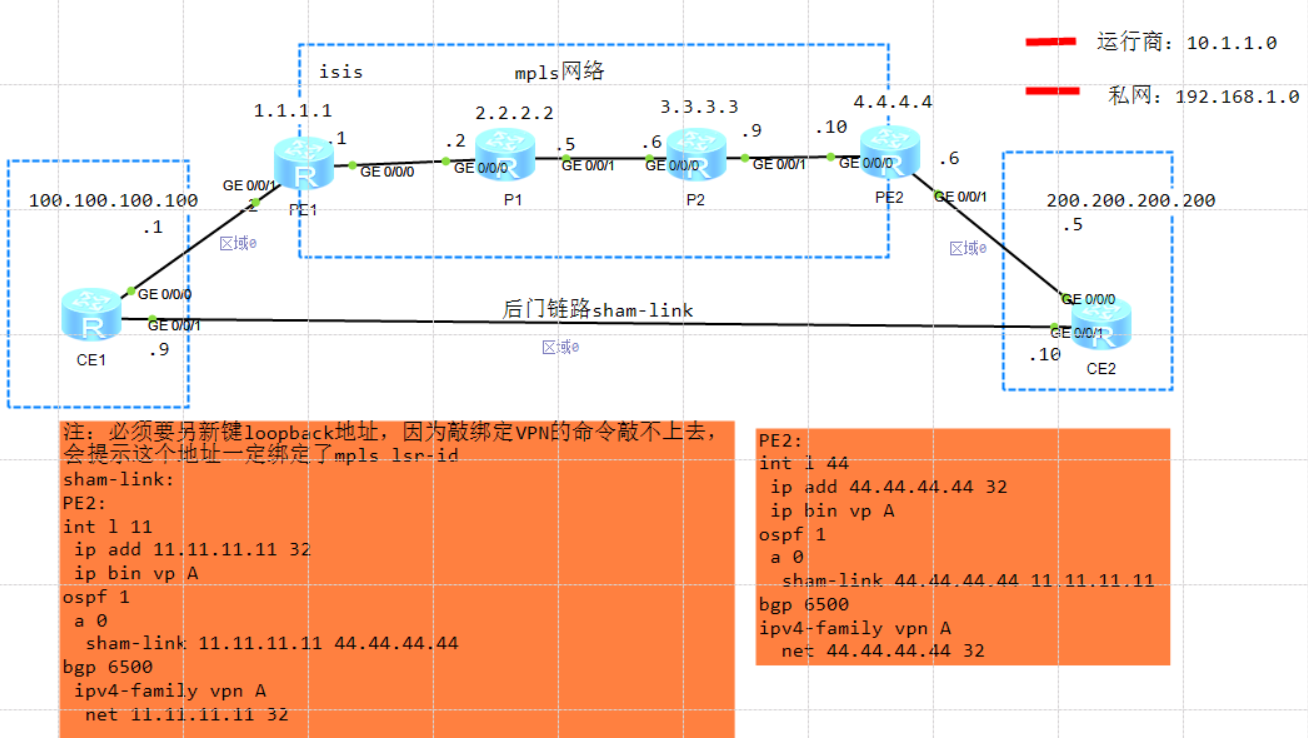 运行商：10.1.1.0
私网：192.168.1.0
isis
mpls网络
1.1.1.1
2.2.2.2
3.3.3.3
4.4.4.4
.1
.2
.5
.6
.9
.10
.6
GE 0/0/0
GE 0/0/0
GE 0/0/1
GE 0/0/0
GE 0/0/1
GE 0/0/0
GE 0/0/1
GE 0/0/1
.2
PE1
P1
P2
PE2
100.100.100.100
.1
200.200.200.200
.5
区域0
区域0
GE 0/0/0
GE 0/0/0
后门链路sham-link
GE 0/0/1
GE 0/0/1
区域0
.9
.10
CE1
CE2
注：必须要另新键loopback地址，因为敲绑定VPN的命令敲不上去，
会提示这个地址一定绑定了mpls lsr-id
sham-link:
PE2:
int l 11
ip add 11.11.11.11 32
ip bin vp A
ospf 1
a 0
sham-link 11.11.11.11 44.44.44.44
bgp 6500
ipv4-family vpn A
net 11.11.11.11 32
PE2:
int l 44
ip add 44.44.44.44 32
ip bin vp A
ospf 1
a 0
sham-link 44.44.44.44 11.11.11.11
bgp 6500
ipv4-family vpn A
net 44.44.44.44 32